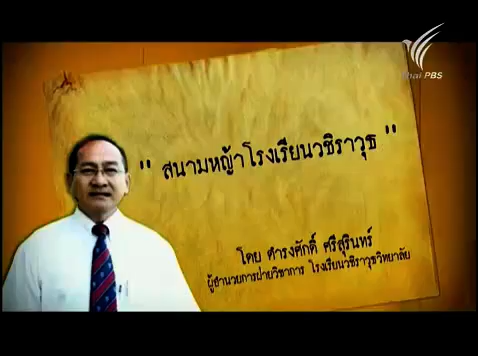 Thai PBS
" สนามหญ้าโรงเรียนวชิราวุธ "
โดย ดำรงศักดิ์ ศรีสุรินทร์
ผู้อำนวยการฝ่ายวิชาการ โรงเรียนวชิราวุธวิทยาลัย